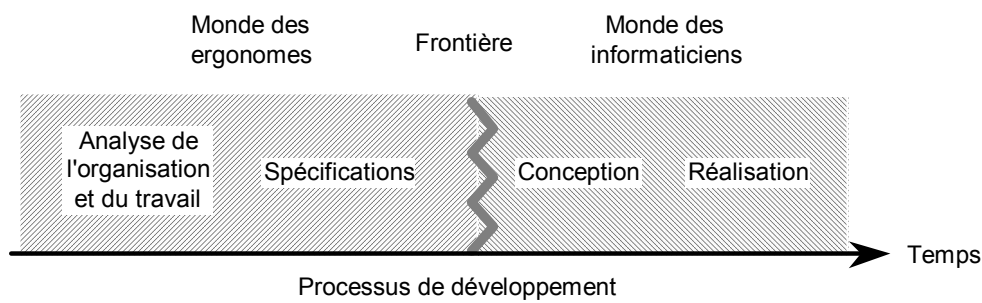 Monde des
ergonomes
Frontière
Monde des
informaticiens
Analyse de
l'organisation
et du travail
Spécifications
Conception
Réalisation
Temps
Processus de développement